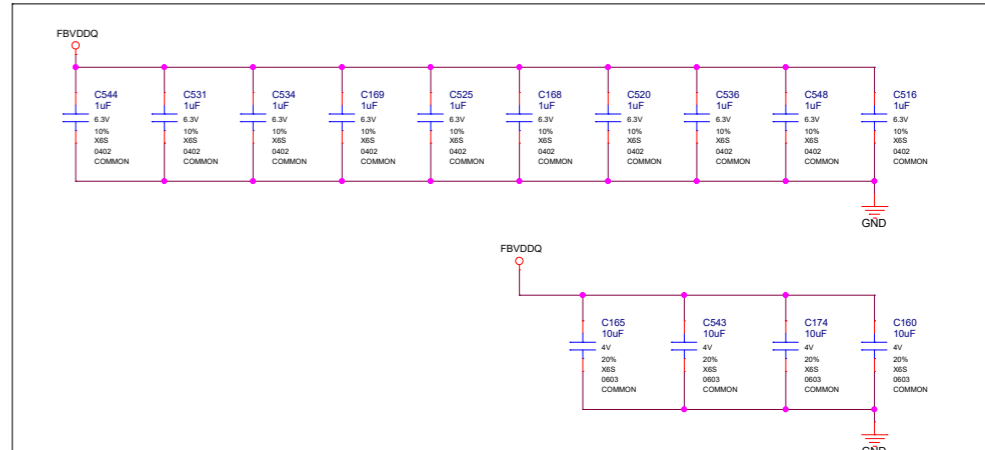 FBVDDQ
C544 C531 C534 C169 C525 C168 C520 C536 C548 C516
1uF 1uF 1uF 1uF 1uF 1uF 1uF 1uF 1uF 1uF
6.3V 6.3V 6.3V 6.3V 6.3V 6.3V 6.3V 6.3V 6.3V 6.3V
10% 10% 10% 10% 10% 10% 10% 10% 10% 10%
X6S X6S X6S X6S X6S X6S X6S X6S X6S X6S
0402 0402 0402 0402 0402 0402 0402 0402 0402 0402
COMMON COMMON COMMON COMMON COMMON COMMON COMMON COMMON COMMON COMMON
GND
FBVDDQ
C165 C543 C174 C160
10uF 10uF 10uF 10uF
4V 4V 4V 4V
20% 20% 20% 20%
X6S X6S X6S X6S
0603 0603 0603 0603
COMMON COMMON COMMON COMMON
GND